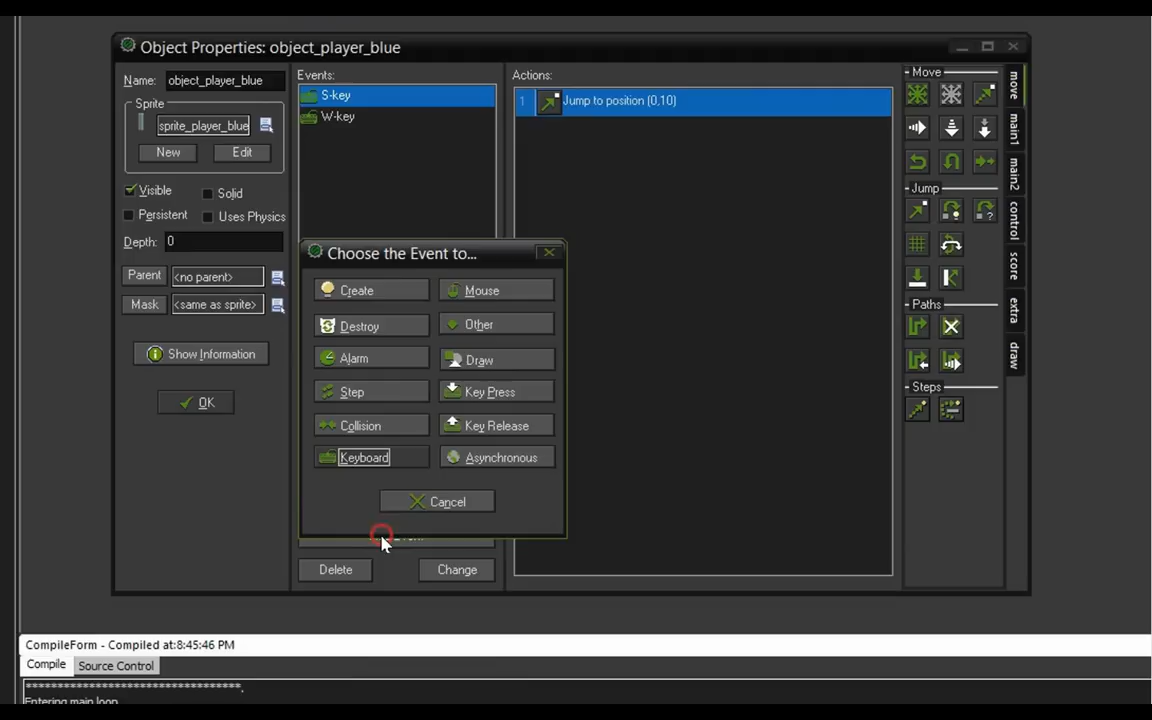 Object Properties: object_player_blue
Name: object_player_blue
Sprite
sprite_player_blue
New Edit
Visible Solid
Persistent Uses Physics
Depth: 0
Parent <no parent>
Mask <same as sprite>
Show Information
OK
Events:
S-key
W-key
Choose the Event to...
Create Mouse
Destroy Other
Alarm Draw
Step Key Press
Collision Key Release
Keyboard Asynchronous
Cancel
Delete Change
Actions:
1 Jump to position (0,10)
Move
Jump
Paths
Steps
move
main1
main2
control
score
extra
draw
CompileForm - Compiled at:8:45:46 PM
Compile Source Control
***********************************.
Entering main loop.